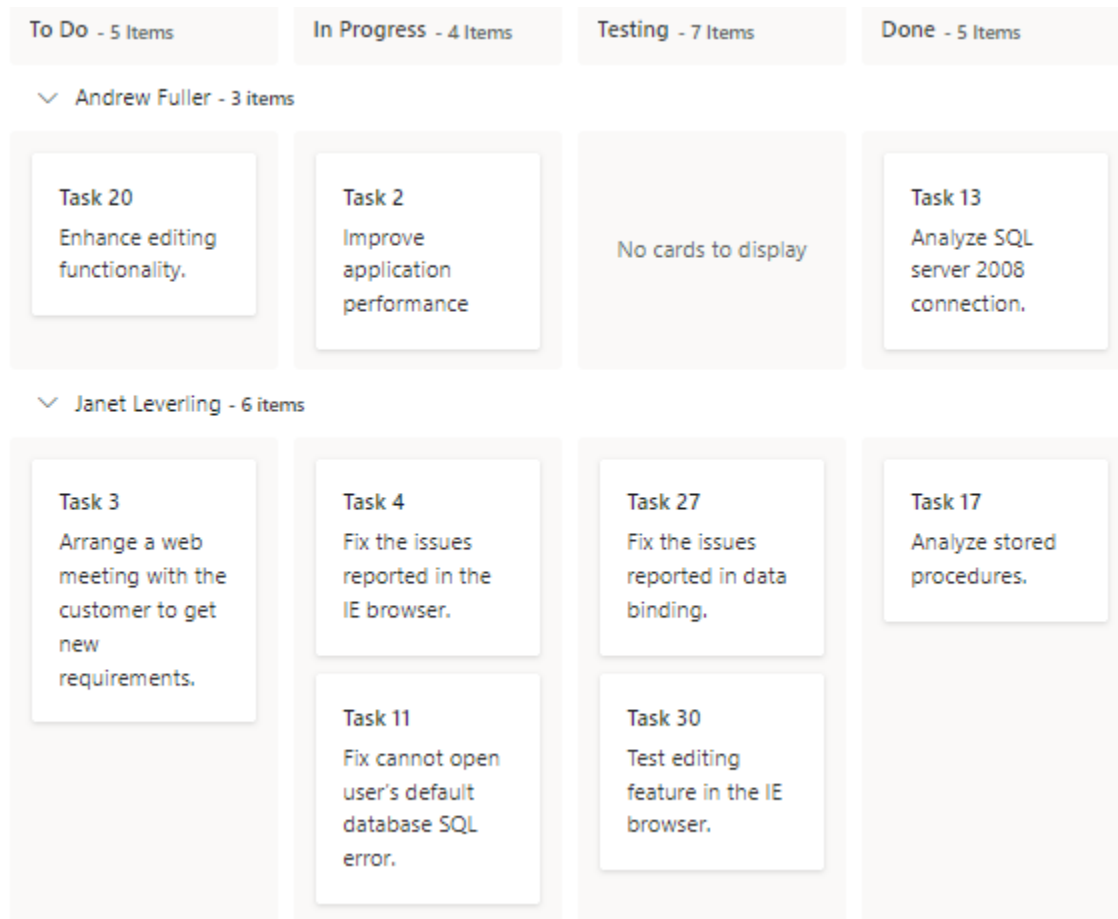 To Do - 5 Items
In Progress - 4 Items
Testing - 7 Items
Done - 5 Items
Andrew Fuller - 3 items
Task 20
Enhance editing
functionality.
Task 2
Improve
application
performance
No cards to display
Task 13
Analyze SQL
server 2008
connection.
Janet Leverling - 6 items
Task 3
Arrange a web
meeting with the
customer to get
new
requirements.
Task 4
Fix the issues
reported in the
IE browser.
Task 11
Fix cannot open
user's default
database SQL
error.
Task 27
Fix the issues
reported in data
binding.
Task 30
Test editing
feature in the IE
browser.
Task 17
Analyze stored
procedures.